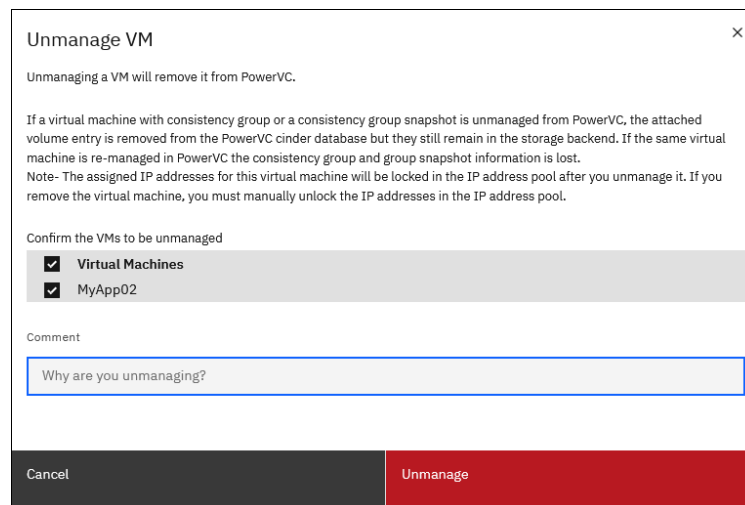 Unmanage VM
Unmanaging a VM will remove it from PowerVC.
If a virtual machine with consistency group or a consistency group snapshot is unmanaged from PowerVC, the attached
volume entry is removed from the PowerVC cinder database but they still remain in the storage backend. If the same virtual
machine is re-managed in PowerVC the consistency group and group snapshot information is lost.
Note- The assigned IP addresses for this virtual machine will be locked in the IP address pool after you unmanage it. If you
remove the virtual machine, you must manually unlock the IP addresses in the IP address pool.
Confirm the VMs to be unmanaged
Virtual Machines
MyApp02
Comment
Why are you unmanaging?
Cancel
Unmanage